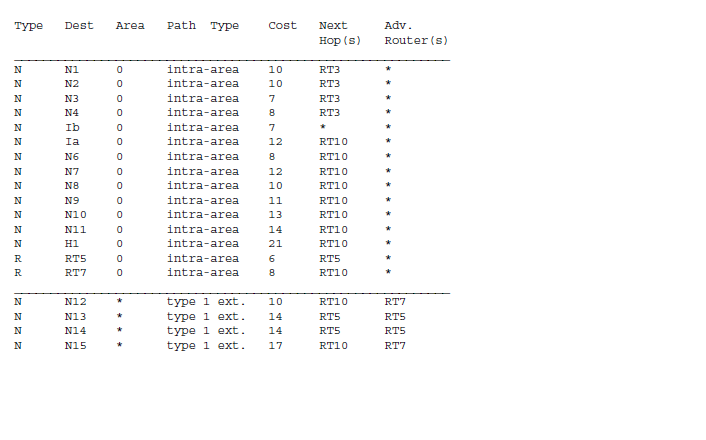 Type Dest Area Path Type Cost Next Adv.
Hop(s) Router(s)
N N1 0 intra-area 10 RT3 *
N N2 0 intra-area 10 RT3 *
N N3 0 intra-area 7 RT3 *
N N4 0 intra-area 8 RT3 *
N Ib 0 intra-area 7 * *
N Ia 0 intra-area 12 RT10 *
N N6 0 intra-area 8 RT10 *
N N7 0 intra-area 12 RT10 *
N N8 0 intra-area 10 RT10 *
N N9 0 intra-area 11 RT10 *
N N10 0 intra-area 13 RT10 *
N N11 0 intra-area 14 RT10 *
N H1 0 intra-area 21 RT10 *
R RT5 0 intra-area 6 RT5 *
R RT7 0 intra-area 8 RT10 *
N N12 * type 1 ext. 10 RT10 RT7
N N13 * type 1 ext. 14 RT5 RT5
N N14 * type 1 ext. 14 RT5 RT5
N N15 * type 1 ext. 17 RT10 RT7